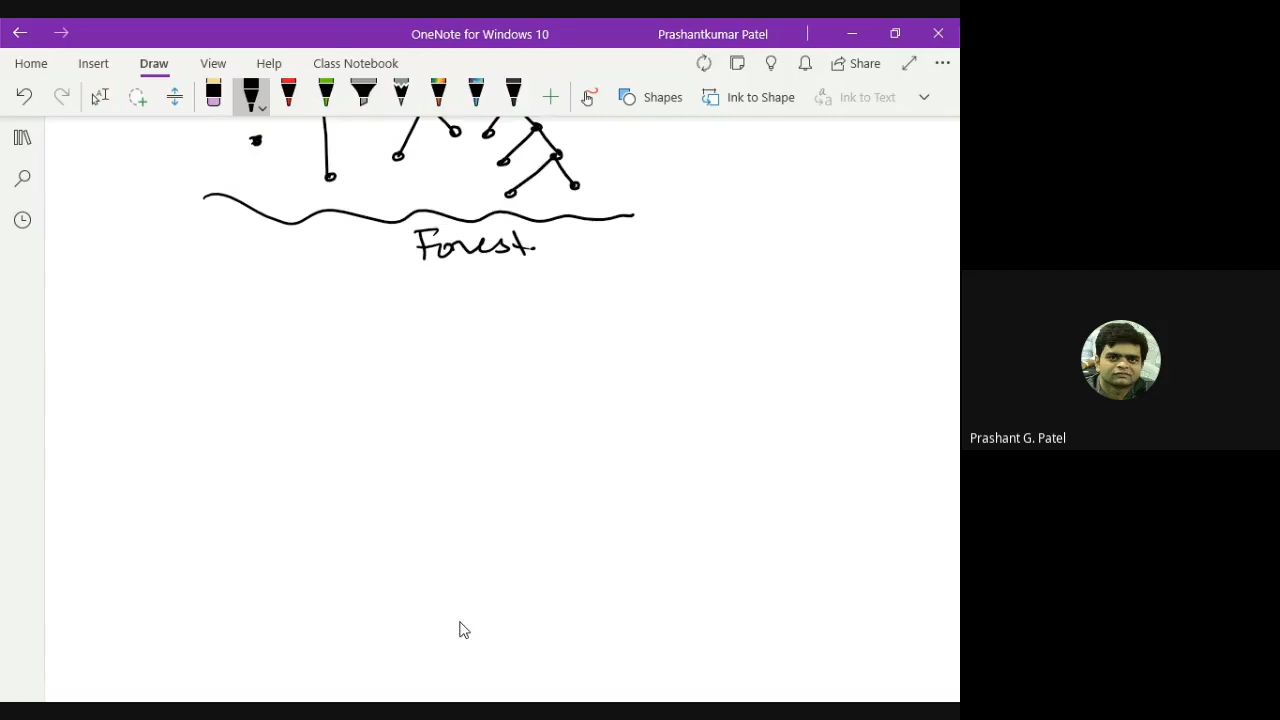 OneNote for Windows 10 Prashantkumar Patel
Home Insert Draw View Help Class Notebook Share
Shapes Ink to Shape Ink to Text
Forest.
Prashant G. Patel